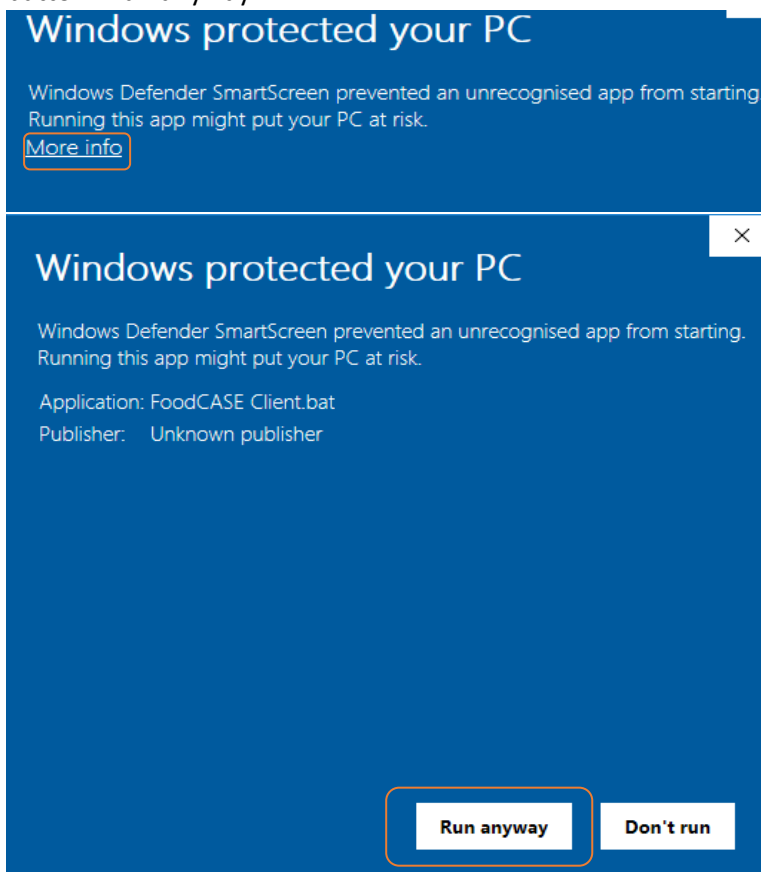 Windows protected your PC
Windows Defender SmartScreen prevented an unrecognised app from starting
Running this app might put your PC at risk.
More info
Windows protected your PC
Windows Defender SmartScreen prevented an unrecognised app from starting.
Running this app might put your PC at risk.
Application: FoodCASE Client.bat
Publisher: Unknown publisher
Run anyway
Don't run